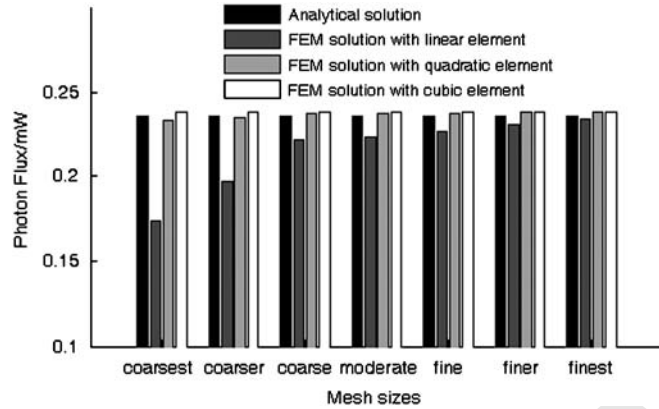 Analytical solution
FEM solution with linear element
FEM solution with quadratic element
FEM solution with cubic element
Photon Flux/mW
0.25
0.2
0.15
0.1
coarsest coarser coarse moderate fine finer finest
Mesh sizes